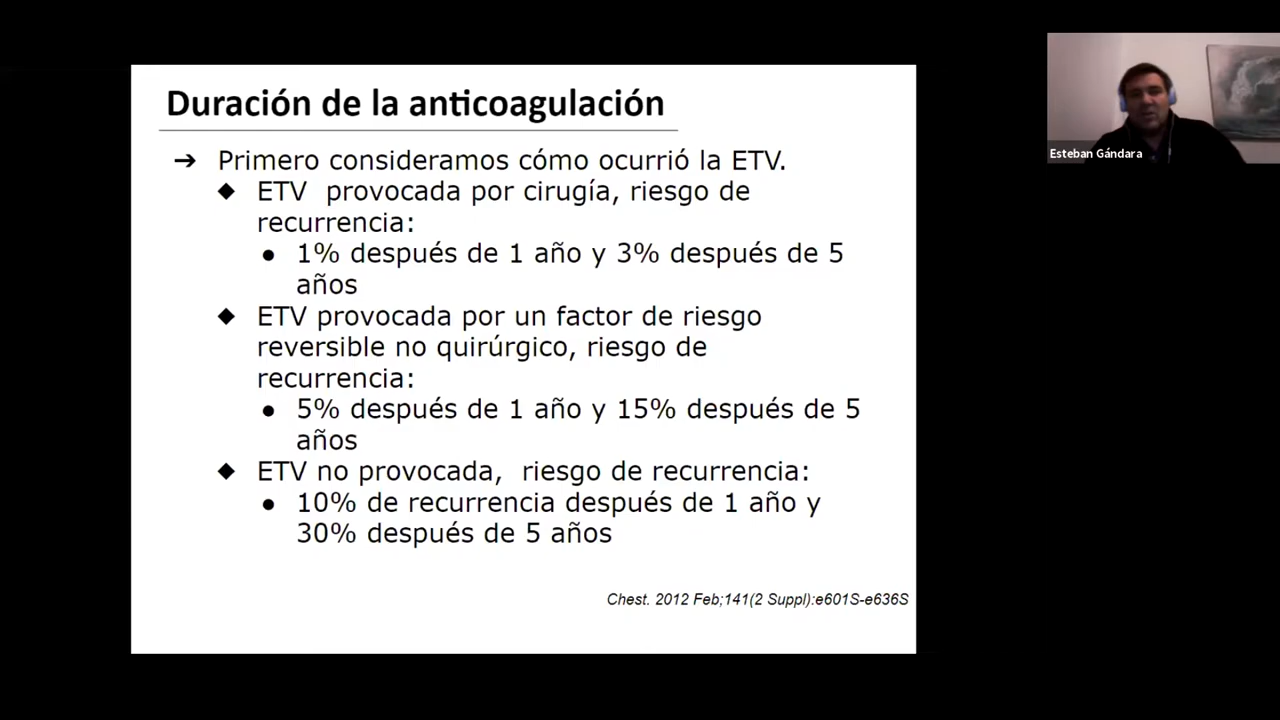 Duración de la anticoagulación
➔ Primero consideramos cómo ocurrió la ETV.
◆ ETV provocada por cirugía, riesgo de
recurrencia:
● 1% después de 1 año y 3% después de 5
años
◆ ETV provocada por un factor de riesgo
reversible no quirúrgico, riesgo de
recurrencia:
● 5% después de 1 año y 15% después de 5
años
◆ ETV no provocada, riesgo de recurrencia:
● 10% de recurrencia después de 1 año y
30% después de 5 años
Chest. 2012 Feb;141(2 Suppl):e601S-e636S
Esteban Gándara